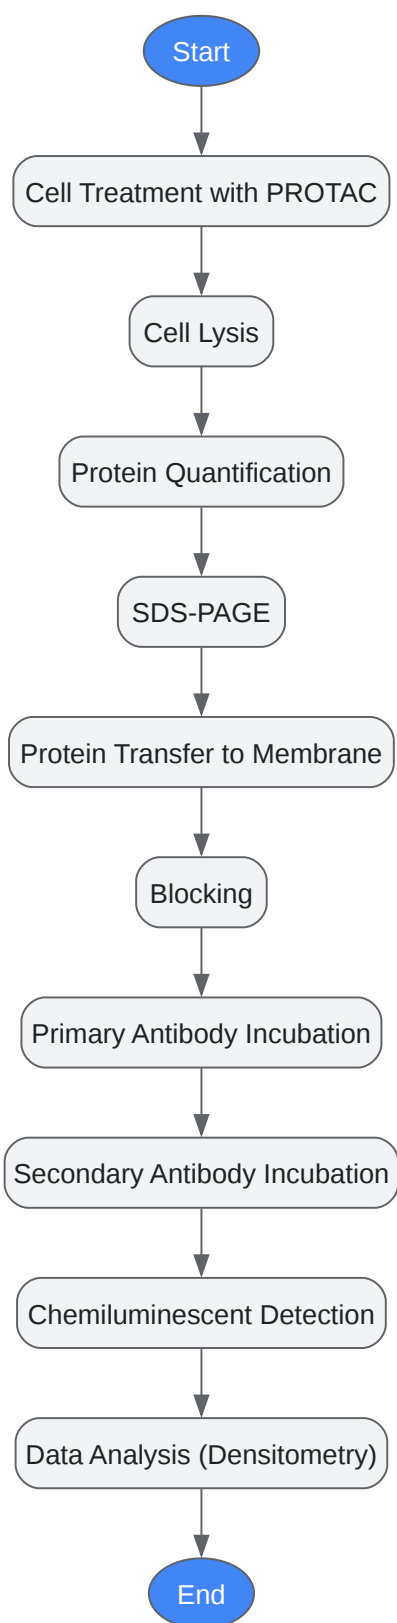 Start
Cell Treatment with PROTAC
Cell Lysis
Protein Quantification
SDS-PAGE
Protein Transfer to Membrane
Blocking
Primary Antibody Incubation
Secondary Antibody Incubation
Chemiluminescent Detection
Data Analysis (Densitometry)
End